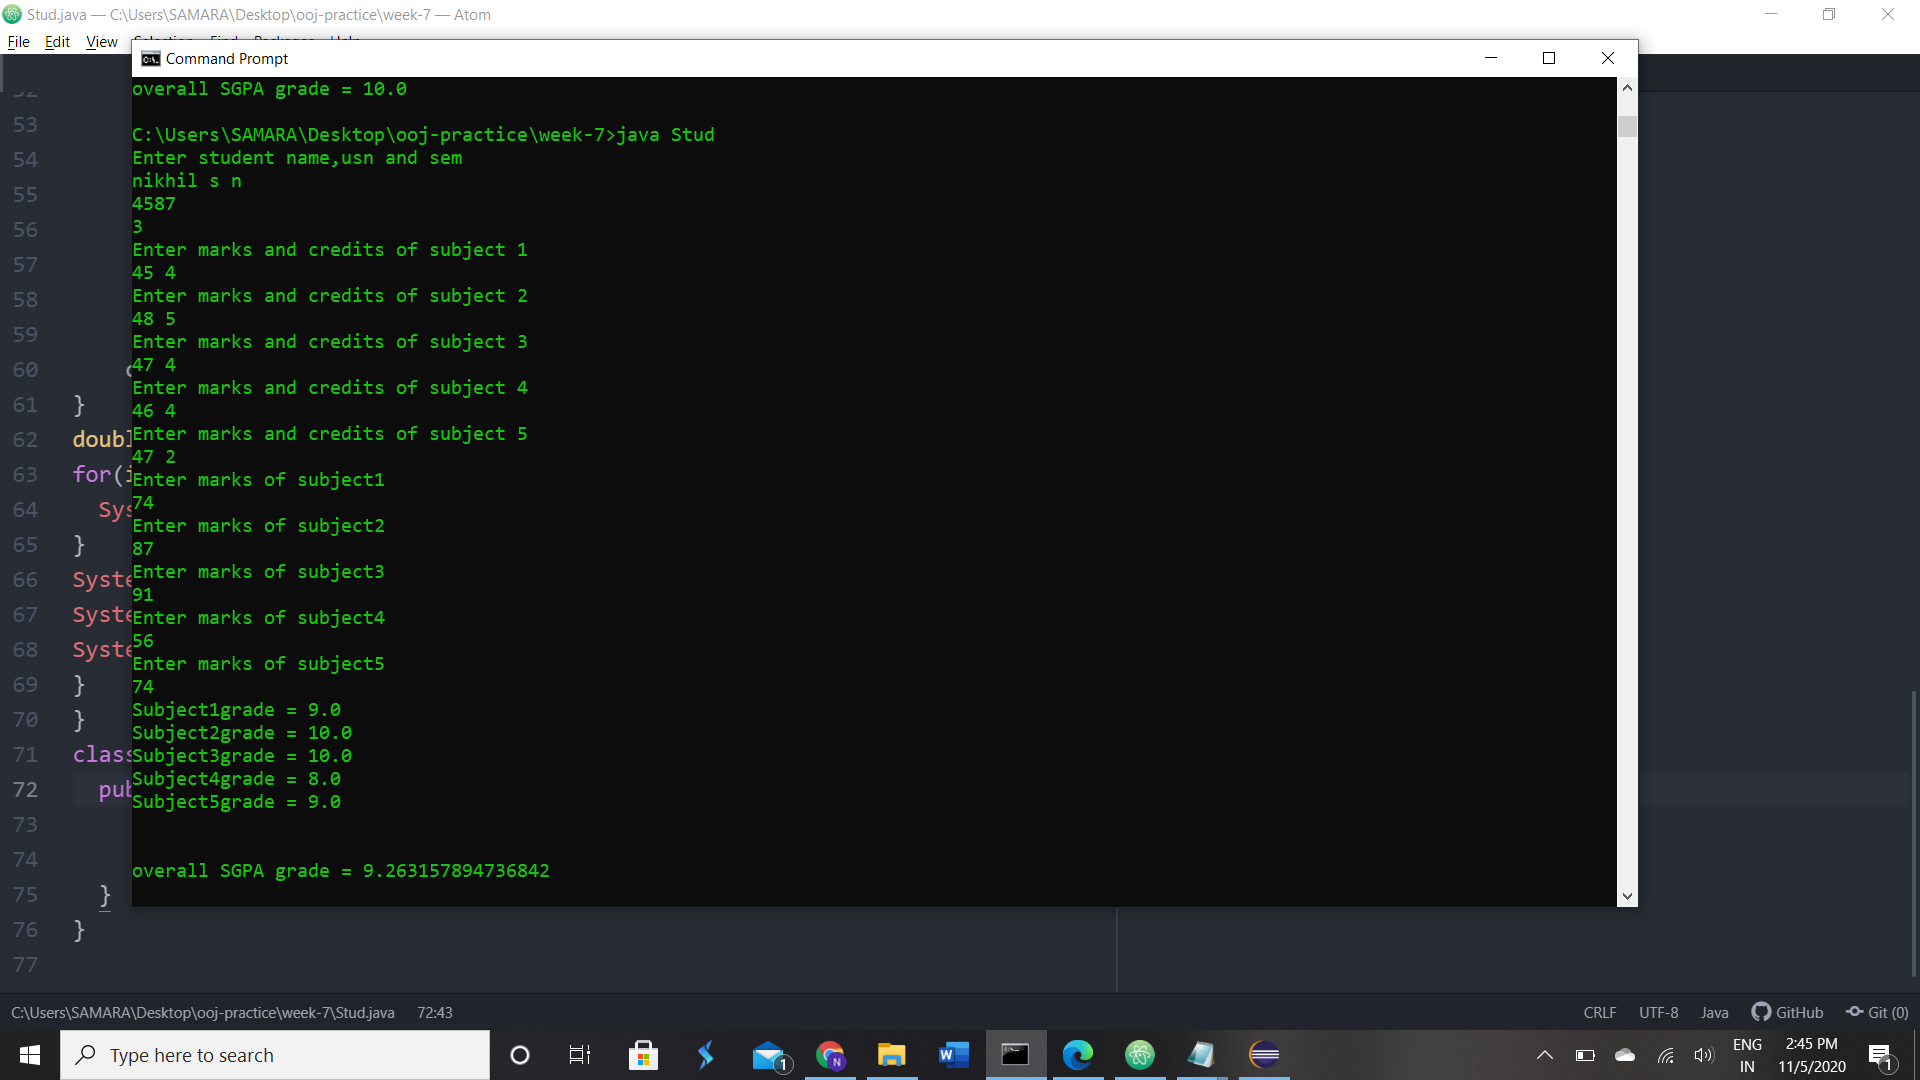 Stud.java — C:\Users\SAMARA\Desktop\ooj-practice\week-7 — Atom
File Edit View
Command Prompt
overall SGPA grade = 10.0
C:\Users\SAMARA\Desktop\ooj-practice\week-7>java Stud
Enter student name,usn and sem
nikhil s n
4587
3
Enter marks and credits of subject 1
45 4
Enter marks and credits of subject 2
48 5
Enter marks and credits of subject 3
47 4
Enter marks and credits of subject 4
46 4
Enter marks and credits of subject 5
47 2
Enter marks of subject1
74
Enter marks of subject2
87
Enter marks of subject3
91
Enter marks of subject4
56
Enter marks of subject5
74
Subject1grade = 9.0
Subject2grade = 10.0
Subject3grade = 10.0
Subject4grade = 8.0
Subject5grade = 9.0
overall SGPA grade = 9.263157894736842
53
54
55
56
57
58
59
60
61 }
62 doubl
63 for(i
64 Sys
65 }
66 Syste
67 Syste
68 Syste
69 }
70 }
71 class
72 pub
73
74
75 }
76 }
77
C:\Users\SAMARA\Desktop\ooj-practice\week-7\Stud.java 72:43 CRLF UTF-8 Java GitHub Git (0)
Type here to search
1
N
W
ENG
IN
2:45 PM
11/5/2020
1